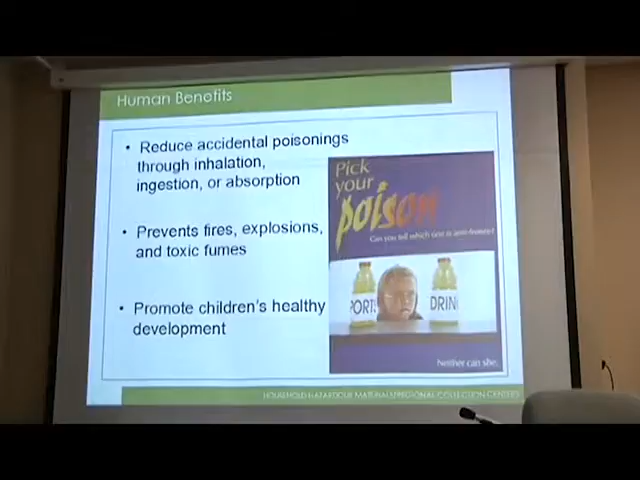 Human Benefits
• Reduce accidental poisonings
through inhalation,
ingestion, or absorption
• Prevents fires, explosions,
and toxic fumes
• Promote children's healthy
development
Pick
your
poison
Can you tell which one is anti-freeze?
PORTS
DRIN
Neither can she.
HOUSEHOLD HAZARDOUS MATERIALS REGIONAL COLLECTION CENTERS